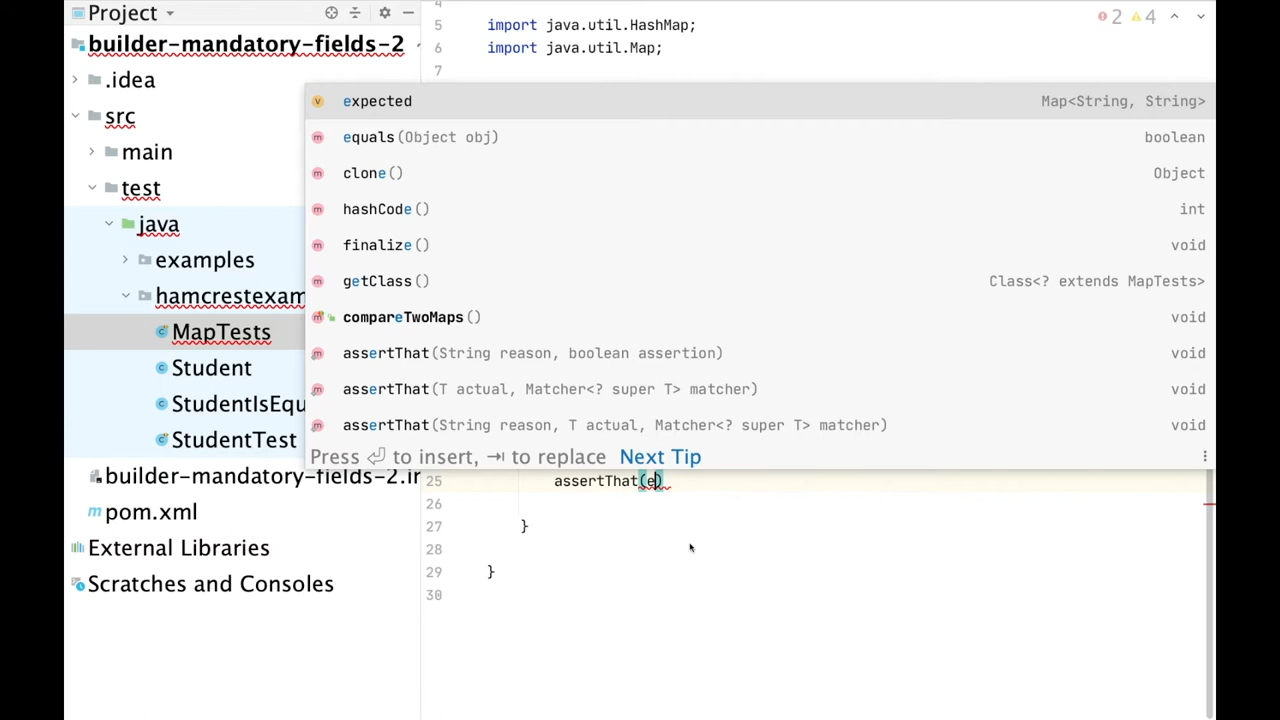 Project
builder-mandatory-fields-2
.idea
src
main
test
java
examples
hamcrestexam
MapTests
Student
StudentIsEqu
StudentTest
builder-mandatory-fields-2.ir
pom.xml
External Libraries
Scratches and Consoles
2 4
4
5 import java.util.HashMap;
6 import java.util.Map;
7
expected Map<String, String>
equals(Object obj) boolean
clone() Object
hashCode() int
finalize() void
getClass() Class<? extends MapTests>
compareTwoMaps() void
assertThat(String reason, boolean assertion) void
assertThat(T actual, Matcher<? super T> matcher) void
assertThat(String reason, T actual, Matcher<? super T> matcher) void
Press ⏎ to insert, ⇥ to replace Next Tip
25 assertThat(e)
26
27 }
28
29 }
30